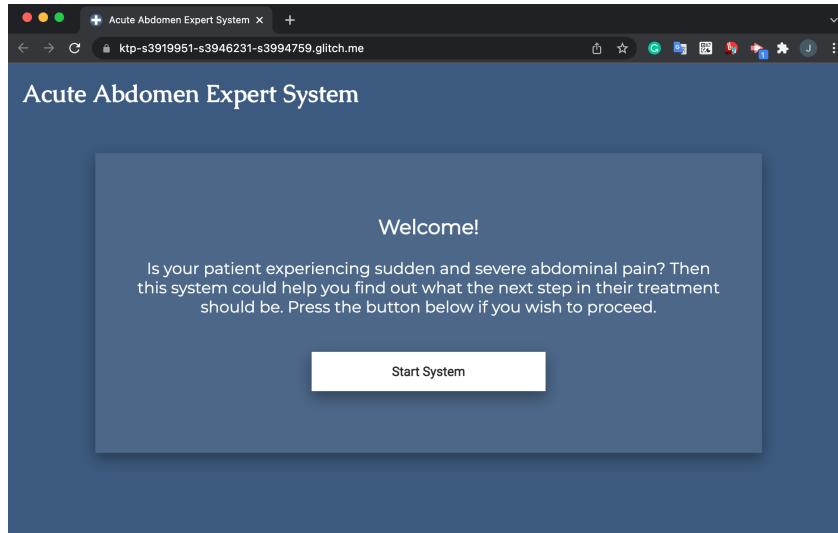 Acute Abdomen Expert System
ktp-s3919951-s3946231-s3994759.glitch.me
J
1
Acute Abdomen Expert System
Welcome!
Is your patient experiencing sudden and severe abdominal pain? Then
this system could help you find out what the next step in their treatment
should be. Press the button below if you wish to proceed.
Start System